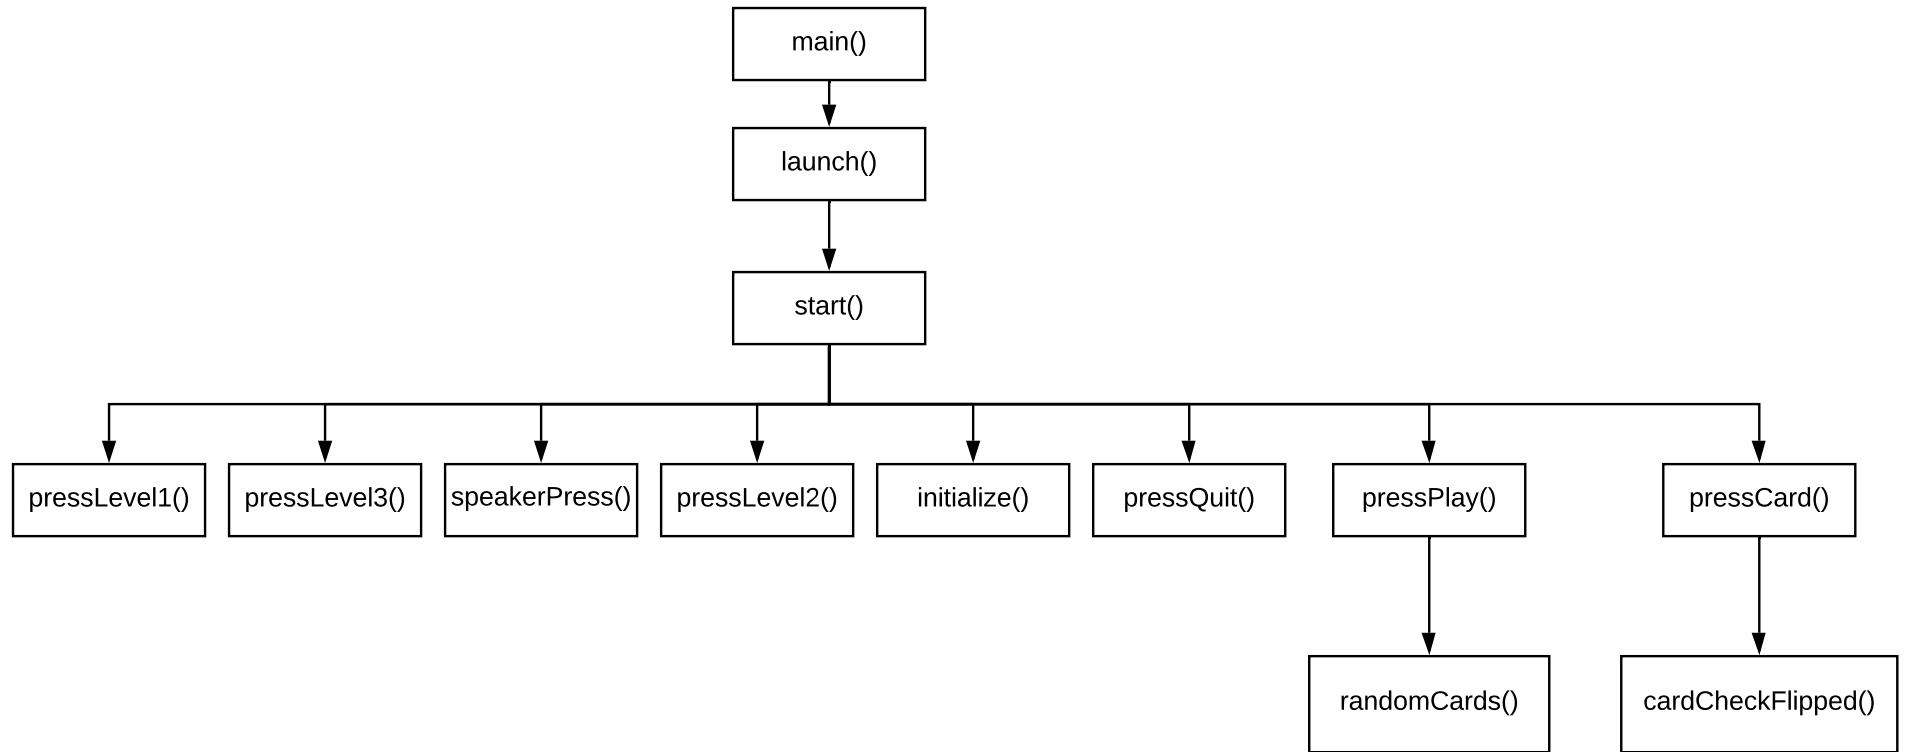 main()
launch()
start()
pressLevel1()
pressLevel3()
speakerPress()
pressLevel2()
initialize()
pressQuit()
pressPlay()
pressCard()
randomCards()
cardCheckFlipped()